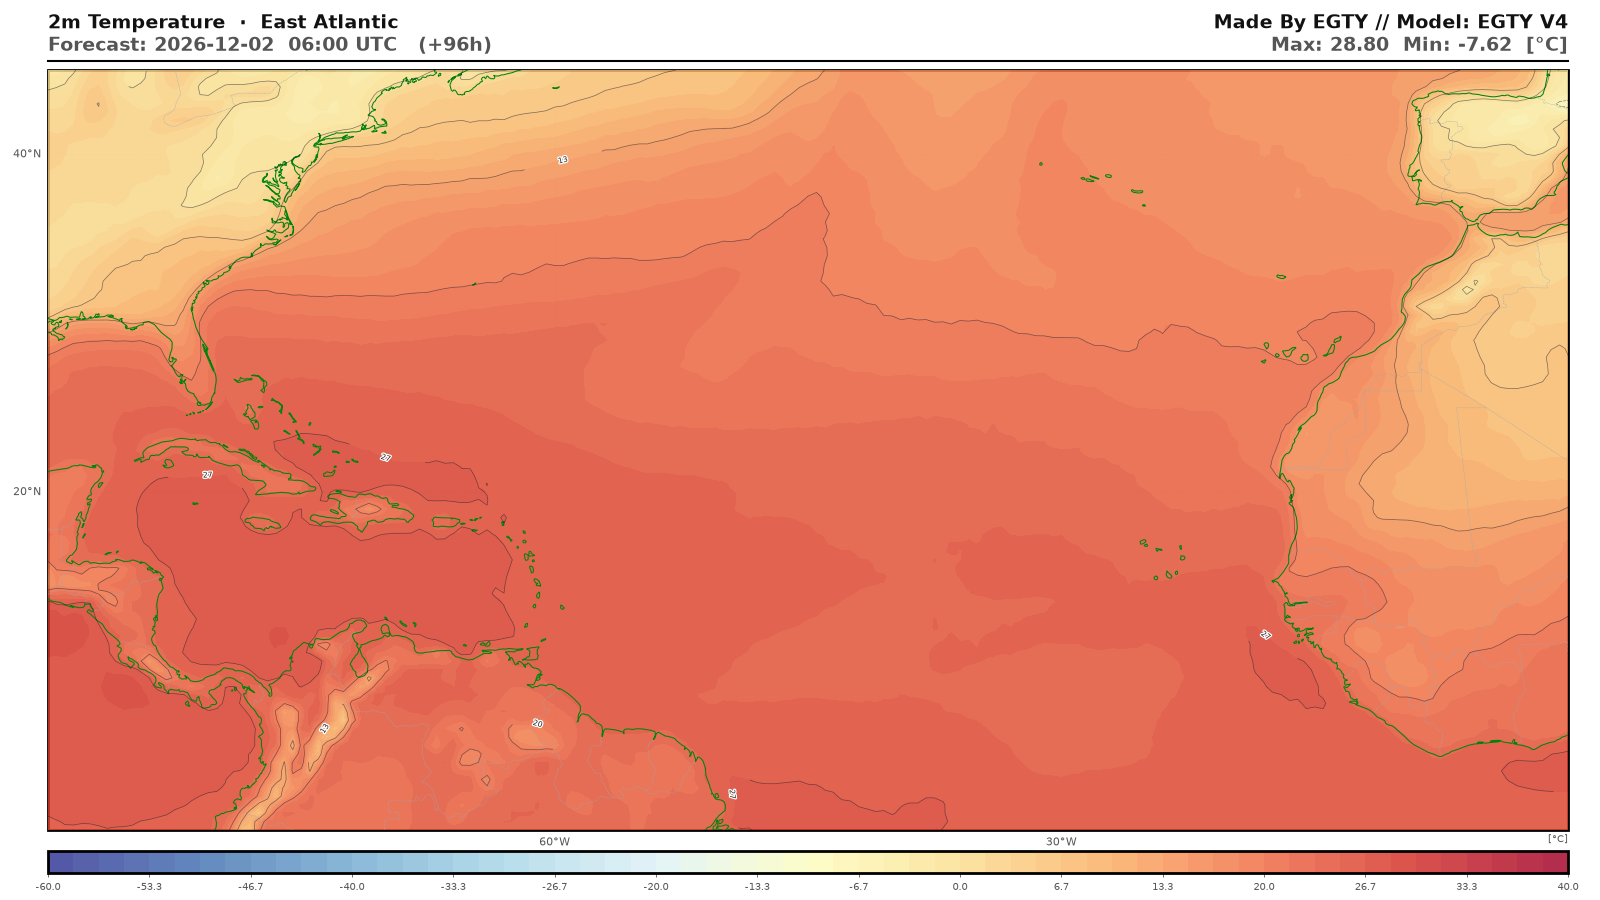 2m Temperature · East Atlantic
Made By EGTY // Model: EGTY V4
Forecast: 2026-12-02 06:00 UTC (+96h)
Max: 28.80 Min: -7.62 [°C]
40°N
13
27
27
20°N
27
20
13
27
60°W
30°W
[°C]
-60.0
-53.3
-46.7
-40.0
-33.3
-26.7
-20.0
-13.3
-6.7
0.0
6.7
13.3
20.0
26.7
33.3
40.0